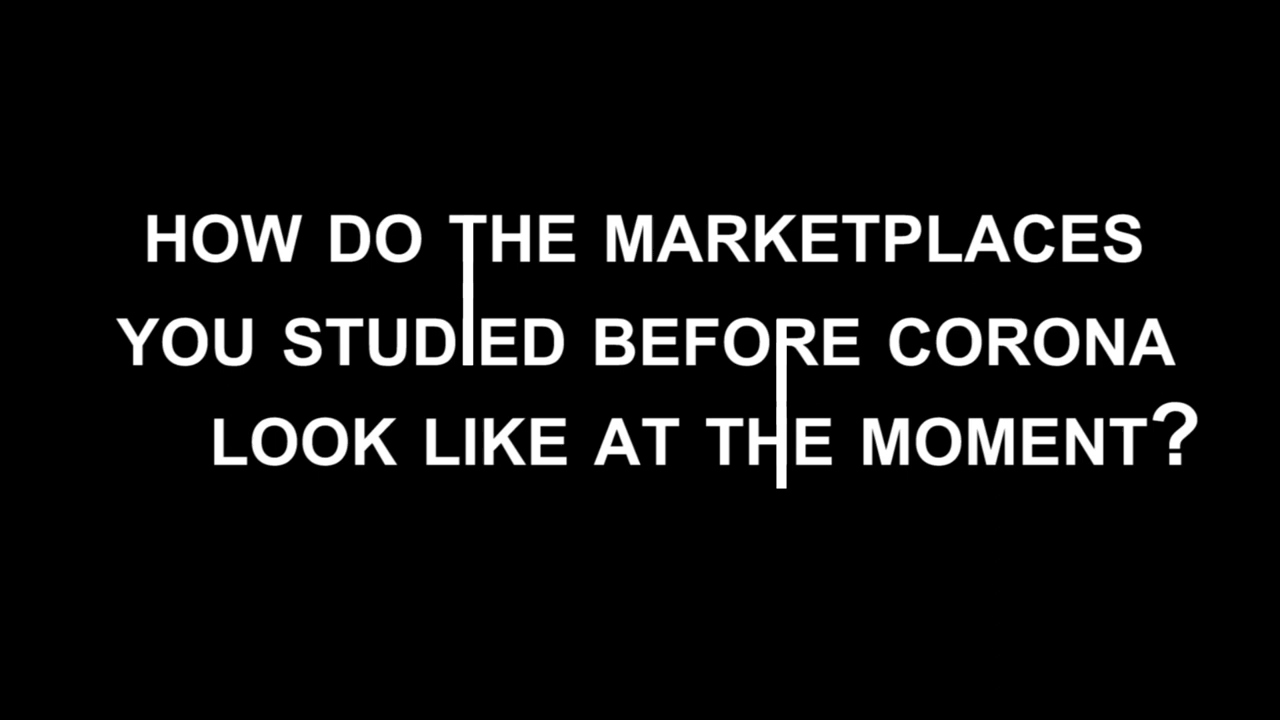 HOW DO THE MARKETPLACES
YOU STUDIED BEFORE CORONA
LOOK LIKE AT THE MOMENT?